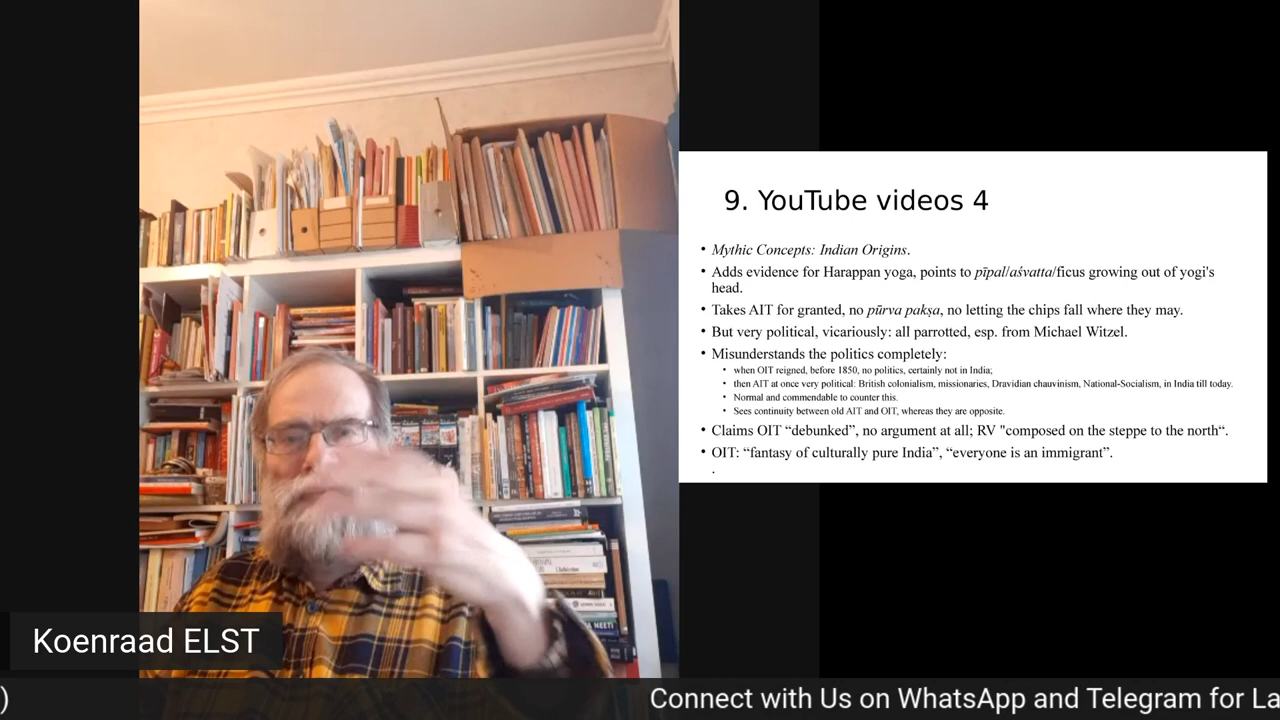 9. YouTube videos 4
• Mythic Concepts: Indian Origins.
• Adds evidence for Harappan yoga, points to pīpal/aśvatta/ficus growing out of yogi's
head.
• Takes AIT for granted, no pūrva pakṣa, no letting the chips fall where they may.
• But very political, vicariously: all parrotted, esp. from Michael Witzel.
• Misunderstands the politics completely:
• when OIT reigned, before 1850, no politics, certainly not in India;
• then AIT at once very political: British colonialism, missionaries, Dravidian chauvinism, National-Socialism, in India till today.
• Normal and commendable to counter this.
• Sees continuity between old AIT and OIT, whereas they are opposite.
• Claims OIT “debunked”, no argument at all; RV "composed on the steppe to the north“.
• OIT: “fantasy of culturally pure India”, “everyone is an immigrant”.
.
Koenraad ELST
) Connect with Us on WhatsApp and Telegram for La